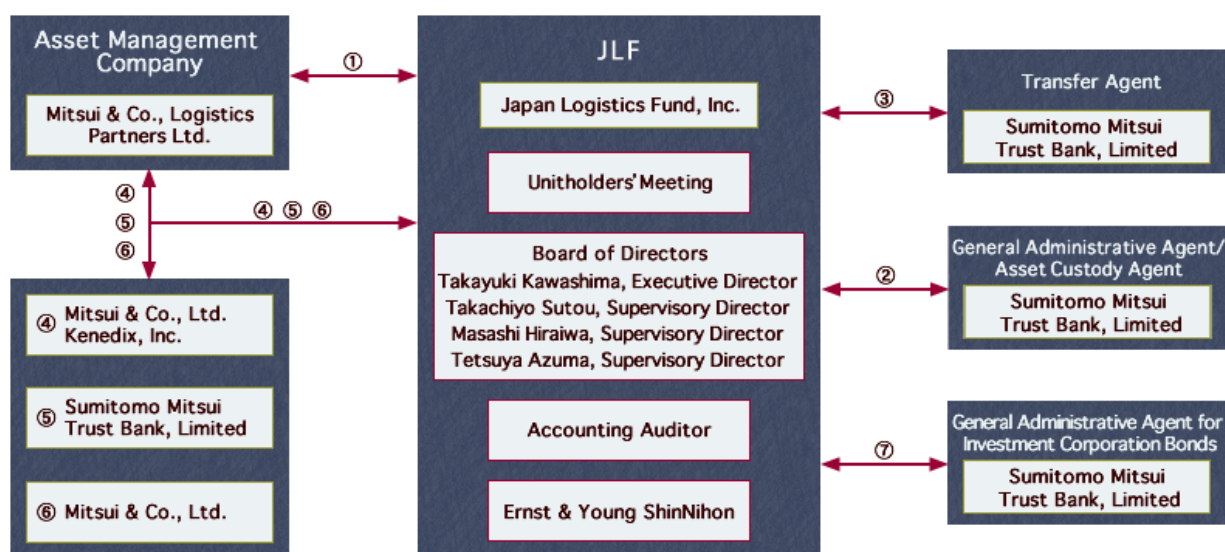 Asset Management
Company
Mitsui & Co., Logistics
Partners Ltd.
①
④
⑤
⑥
④ ⑤ ⑥
④ Mitsui & Co., Ltd.
Kenedix, Inc.
⑤ Sumitomo Mitsui
Trust Bank, Limited
⑥ Mitsui & Co., Ltd.
JLF
Japan Logistics Fund, Inc.
Unitholders' Meeting
Board of Directors
Takayuki Kawashima, Executive Director
Takachiyo Sutou, Supervisory Director
Masashi Hiraiwa, Supervisory Director
Tetsuya Azuma, Supervisory Director
Accounting Auditor
Ernst & Young ShinNihon
③
Transfer Agent
Sumitomo Mitsui
Trust Bank, Limited
②
General Administrative Agent/
Asset Custody Agent
Sumitomo Mitsui
Trust Bank, Limited
⑦
General Administrative Agent for
Investment Corporation Bonds
Sumitomo Mitsui
Trust Bank, Limited